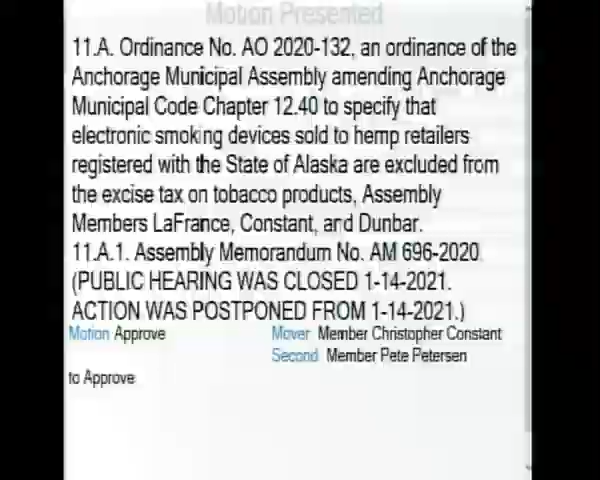 Motion Presented
11.A. Ordinance No. AO 2020-132, an ordinance of the
Anchorage Municipal Assembly amending Anchorage
Municipal Code Chapter 12.40 to specify that
electronic smoking devices sold to hemp retailers
registered with the State of Alaska are excluded from
the excise tax on tobacco products, Assembly
Members LaFrance, Constant, and Dunbar.
11.A.1. Assembly Memorandum No. AM 696-2020
(PUBLIC HEARING WAS CLOSED 1-14-2021.
ACTION WAS POSTPONED FROM 1-14-2021.)
Motion Approve Mover Member Christopher Constant
Second Member Pete Petersen
to Approve